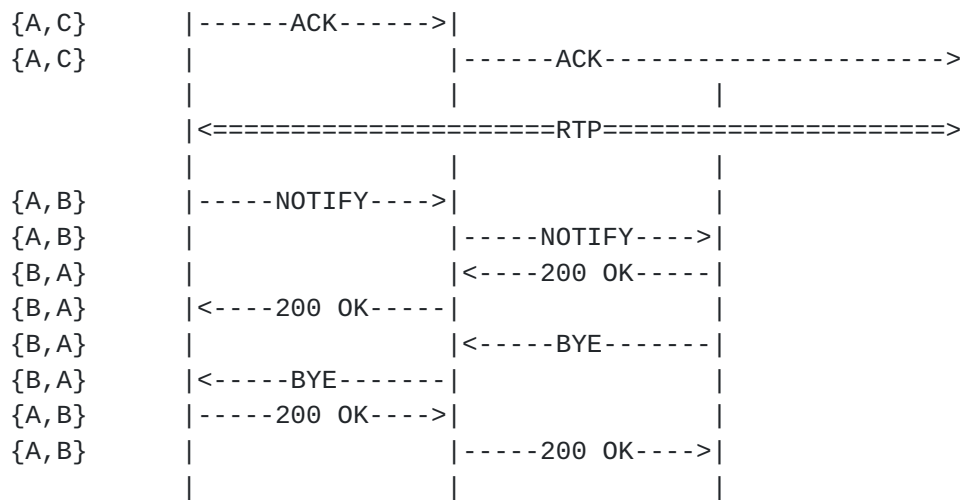 {A,C}      |------ACK------>|
{A,C}      |                |------ACK---------------------->
           |                |                |
           |<======================RTP======================>
           |                |                |
{A,B}      |-----NOTIFY---->|                |
{A,B}      |                |-----NOTIFY---->|
{B,A}      |                |<----200 OK-----|
{B,A}      |<----200 OK-----|                |
{B,A}      |                |<-----BYE-------|
{B,A}      |<-----BYE-------|                |
{A,B}      |-----200 OK---->|                |
{A,B}      |                |-----200 OK---->|
           |                |                |